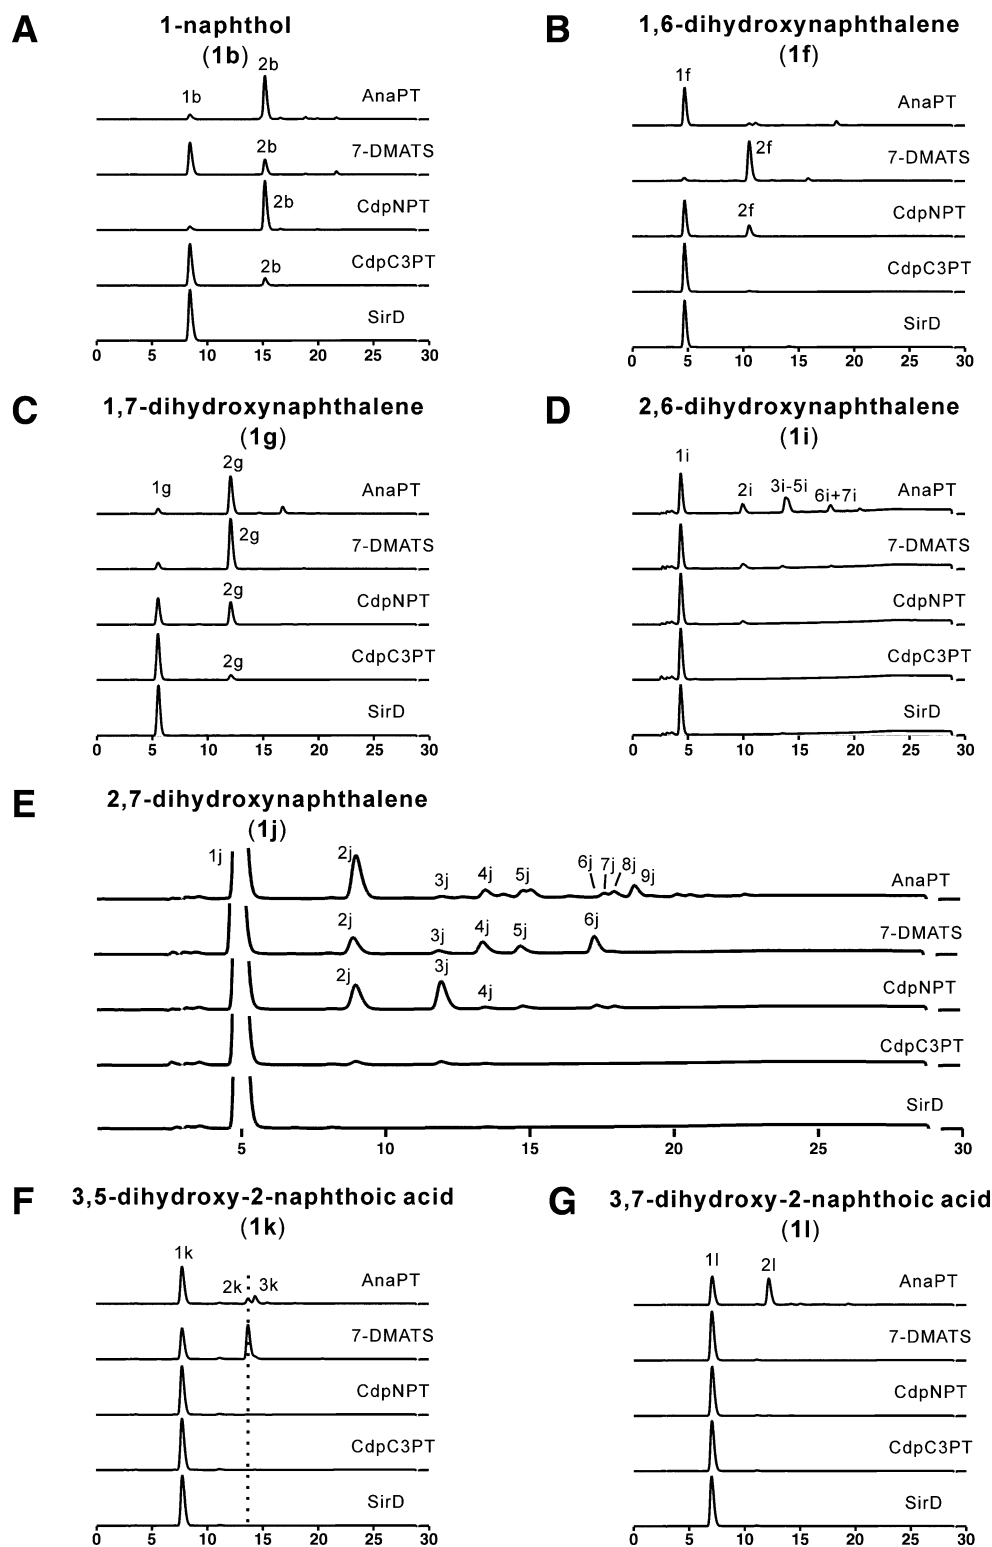 A
1-naphthol
(1b)
1b
2b
AnaPT
2b
7-DMATS
2b
CdpNPT
2b
CdpC3PT
SirD
0 5 10 15 20 25 30
B
1,6-dihydroxynaphthalene
(1f)
1f
AnaPT
2f
7-DMATS
2f
CdpNPT
CdpC3PT
SirD
0 5 10 15 20 25 30
C
1,7-dihydroxynaphthalene
(1g)
1g
2g
AnaPT
2g
7-DMATS
2g
CdpNPT
2g
CdpC3PT
SirD
0 5 10 15 20 25 30
D
2,6-dihydroxynaphthalene
(1i)
1i
2i
3i-5i
6i+7i
AnaPT
7-DMATS
CdpNPT
CdpC3PT
SirD
0 5 10 15 20 25 30
E
2,7-dihydroxynaphthalene
(1j)
1j 2j 3j 4j 5j 6j 7j 8j 9j
AnaPT
2j 3j 4j 5j 6j
7-DMATS
2j 3j 4j
CdpNPT
CdpC3PT
SirD
5 10 15 20 25 30
F
3,5-dihydroxy-2-naphthoic acid
(1k)
1k
2k 3k
AnaPT
7-DMATS
CdpNPT
CdpC3PT
SirD
0 5 10 15 20 25 30
G
3,7-dihydroxy-2-naphthoic acid
(1l)
1l 2l
AnaPT
7-DMATS
CdpNPT
CdpC3PT
SirD
0 5 10 15 20 25 30